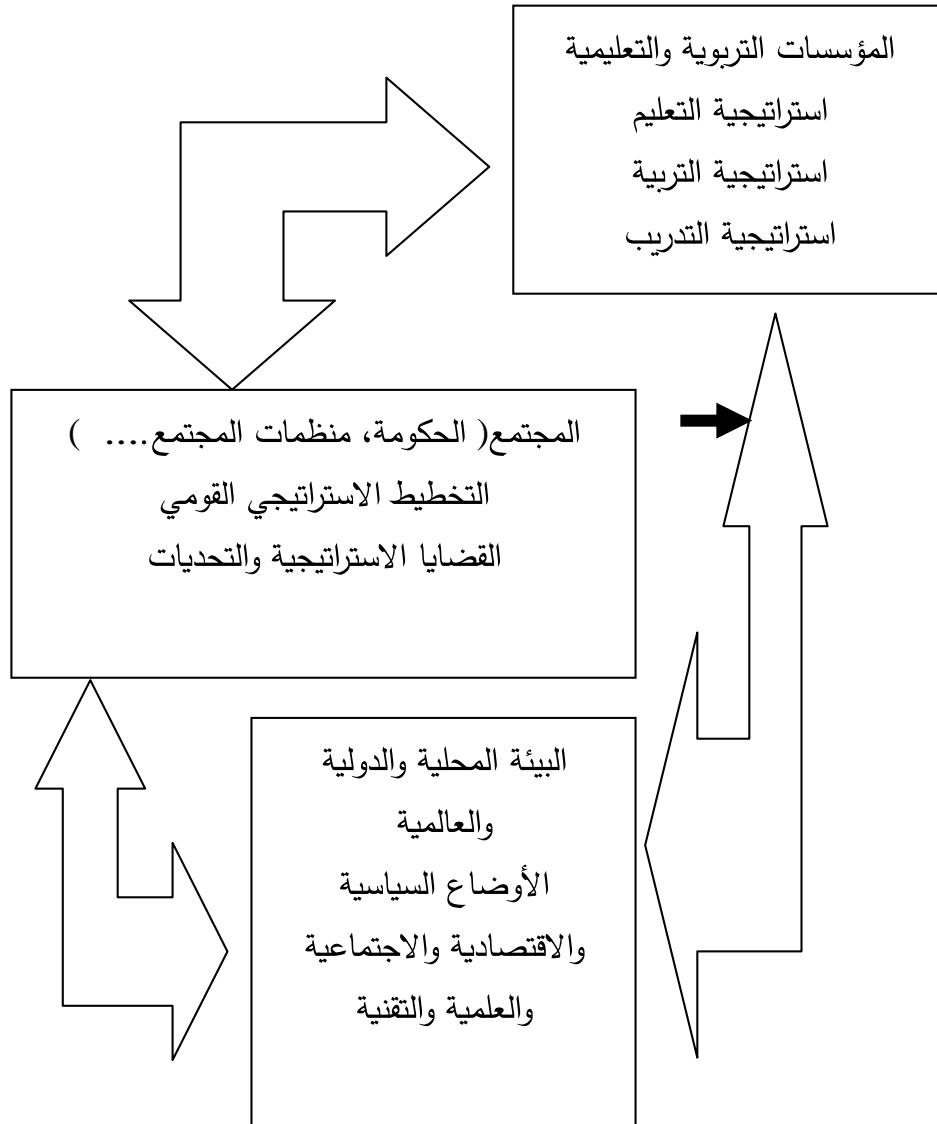 المؤسسات التربوية والتعليمية
استراتيجية التعليم
استراتيجية التربية
استراتيجية التدريب
المجتمع( الحكومة، منظمات المجتمع.... )
التخطيط الاستراتيجي القومي
القضايا الاستراتيجية والتحديات
البيئة المحلية والدولية
والعالمية
الأوضاع السياسية
والاقتصادية والاجتماعية
والعلمية والتقنية